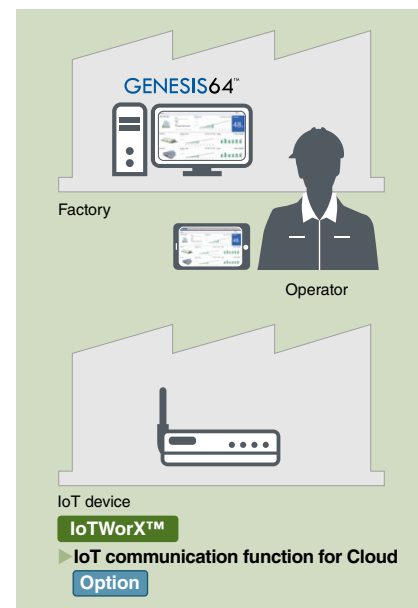 GENESIS64™
Factory
Operator
IoT device
IoTWorX™
▶IoT communication function for Cloud
Option